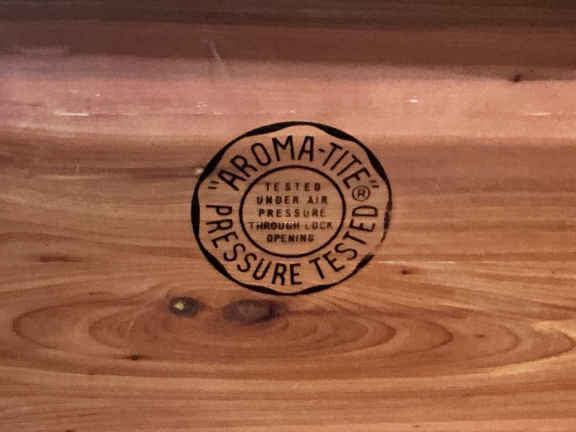 "AROMA-TITE"®
TESTED
UNDER AIR
PRESSURE
THROUGH LOCK
OPENING
PRESSURE TESTED